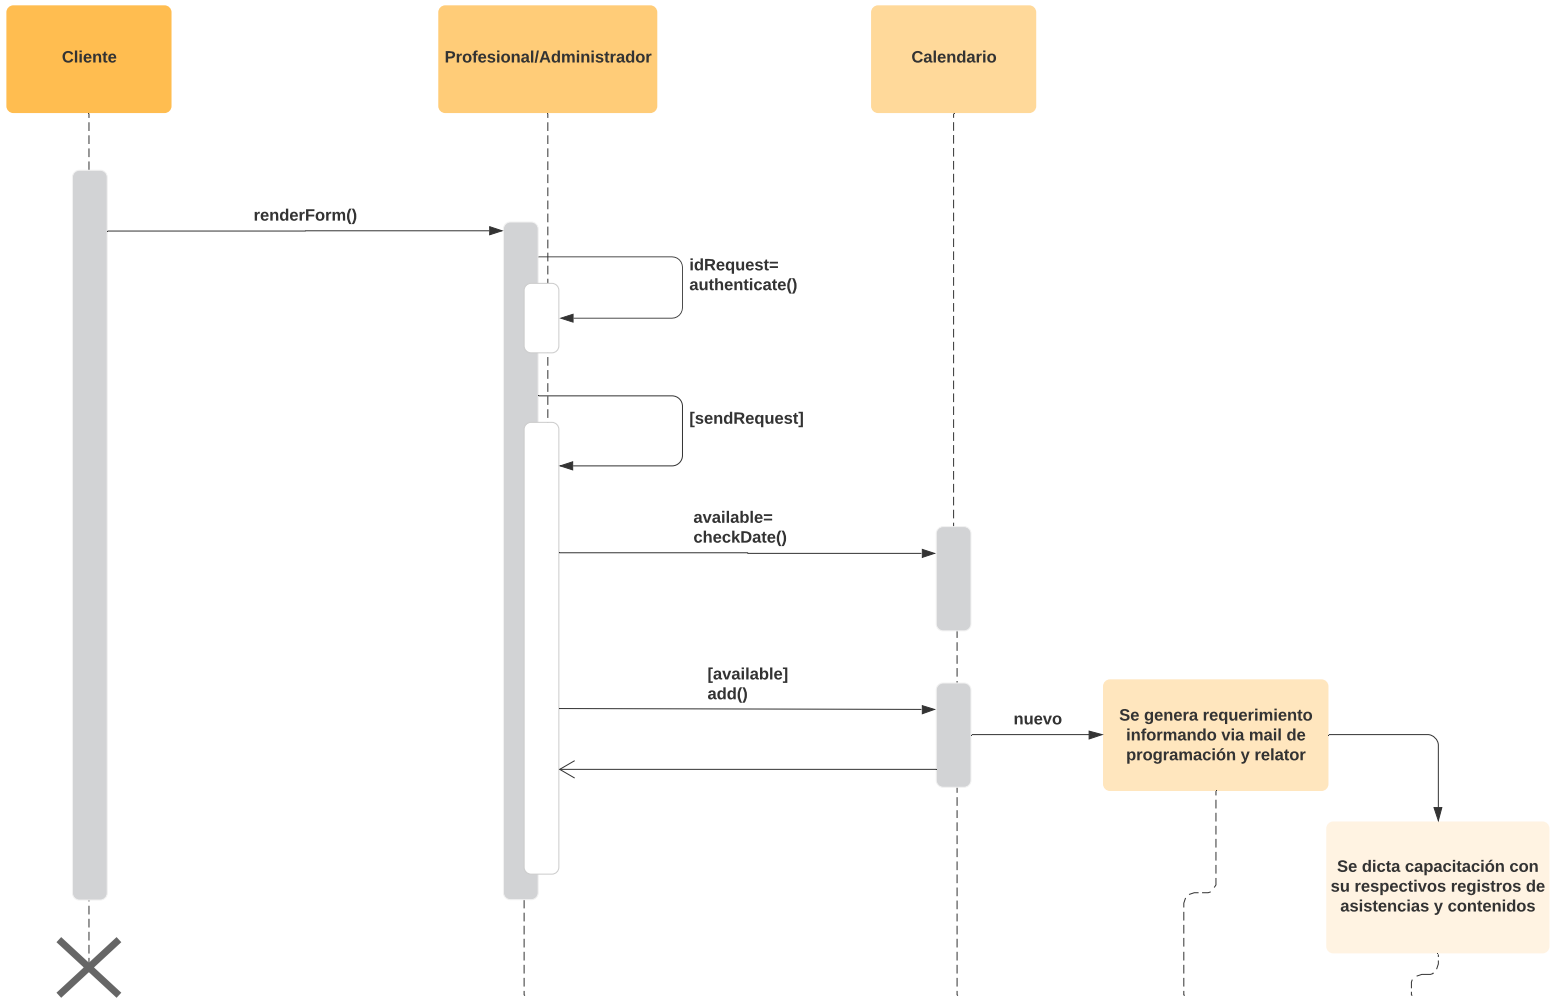 Cliente
Profesional/Administrador
Calendario
renderForm()
idRequest=
authenticate()
[sendRequest]
available=
checkDate()
[available]
add()
nuevo
Se genera requerimiento
informando via mail de
programación y relator
Se dicta capacitación con
su respectivos registros de
asistencias y contenidos